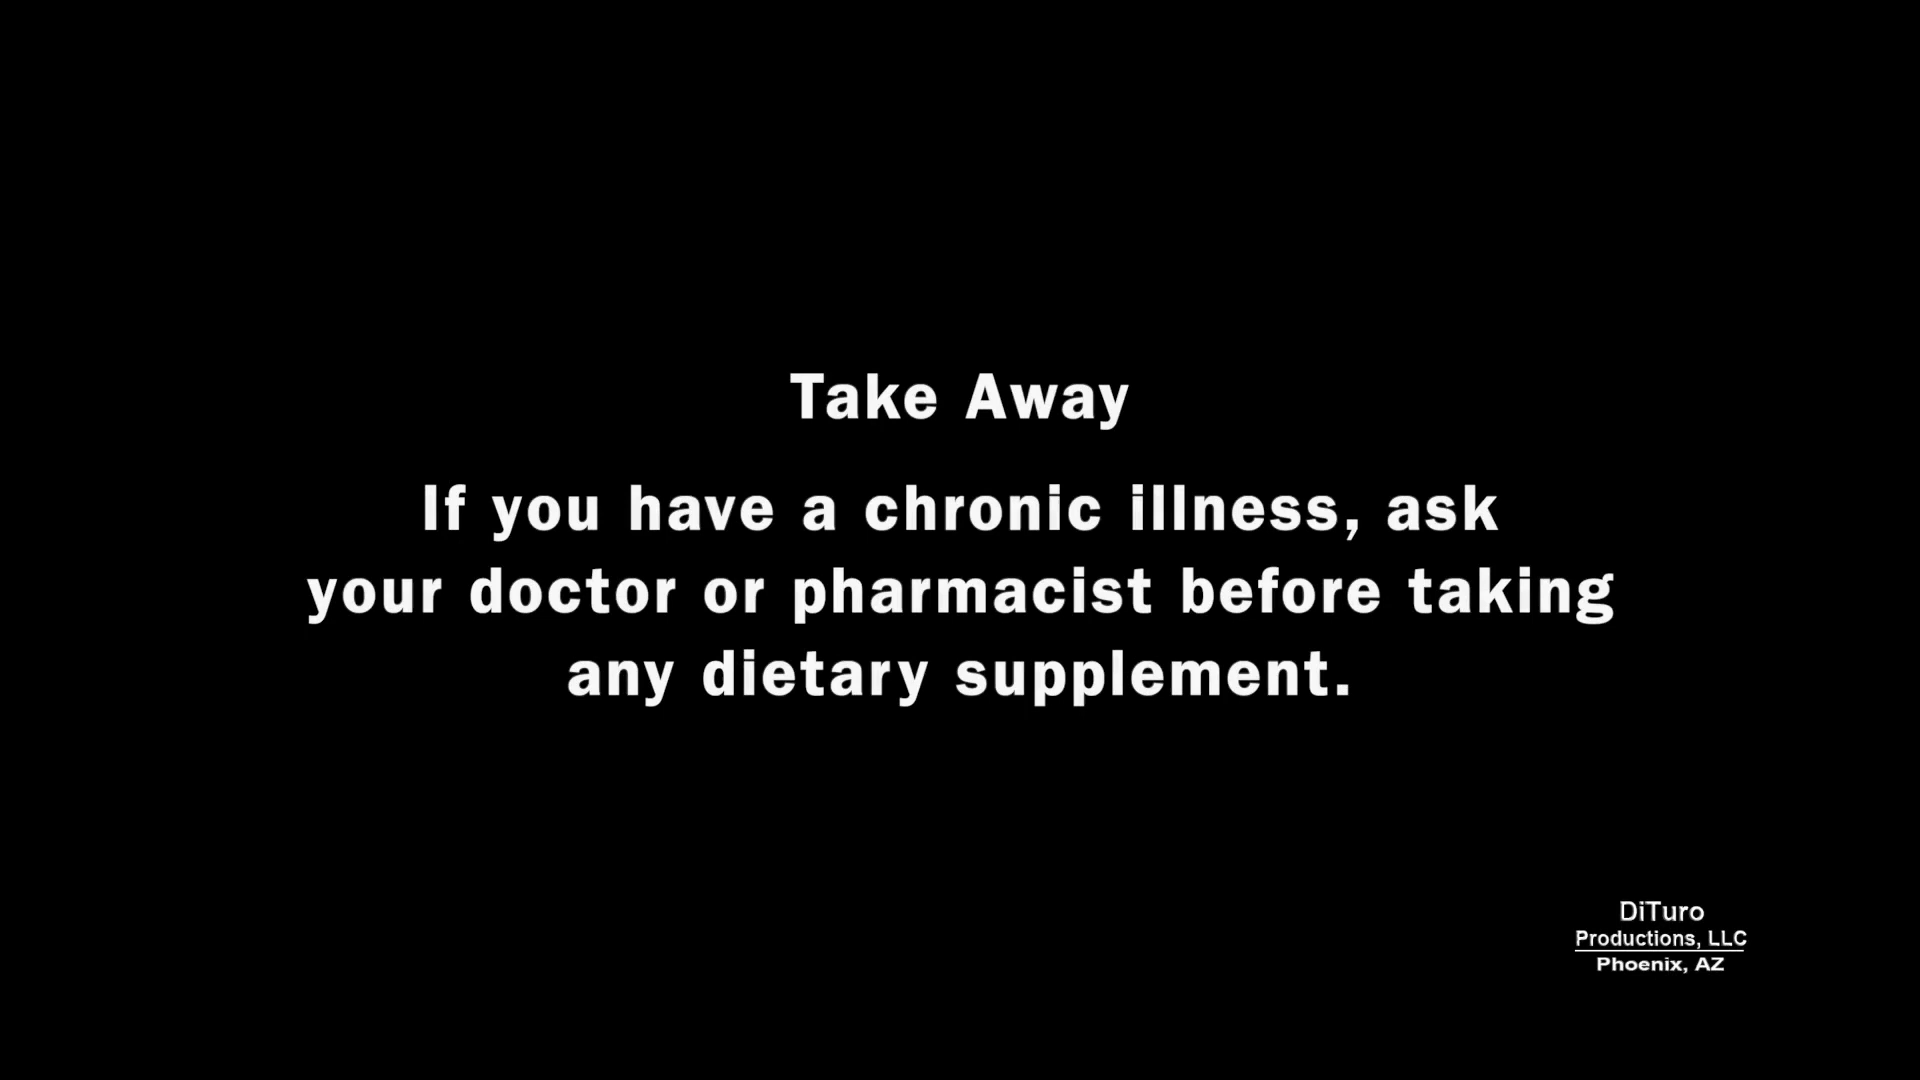 Take Away
If you have a chronic illness, ask
your doctor or pharmacist before taking
any dietary supplement.
DiTuro
Productions, LLC
Phoenix, AZ